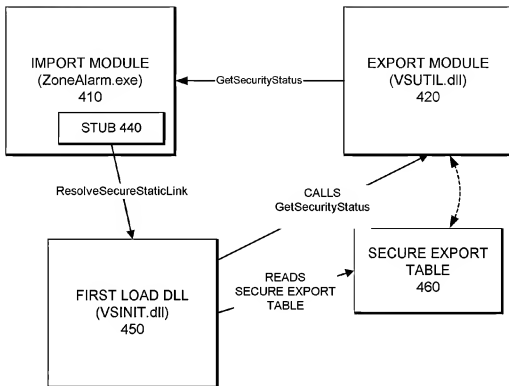 IMPORT MODULE
(ZoneAlarm.exe)
410
STUB 440
GetSecurityStatus
EXPORT MODULE
(VSUTIL.dll)
420
ResolveSecureStaticLink
CALLS
GetSecurityStatus
FIRST LOAD DLL
(VSINIT.dll)
450
READS
SECURE EXPORT
TABLE
SECURE EXPORT
TABLE
460